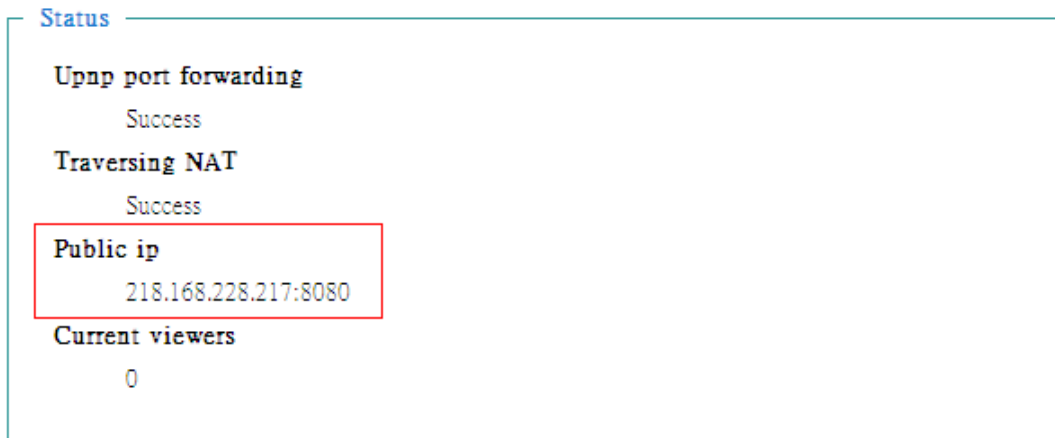 Status
Upnp port forwarding
Success
Traversing NAT
Success
Public ip
218.168.228.217:8080
Current viewers
0